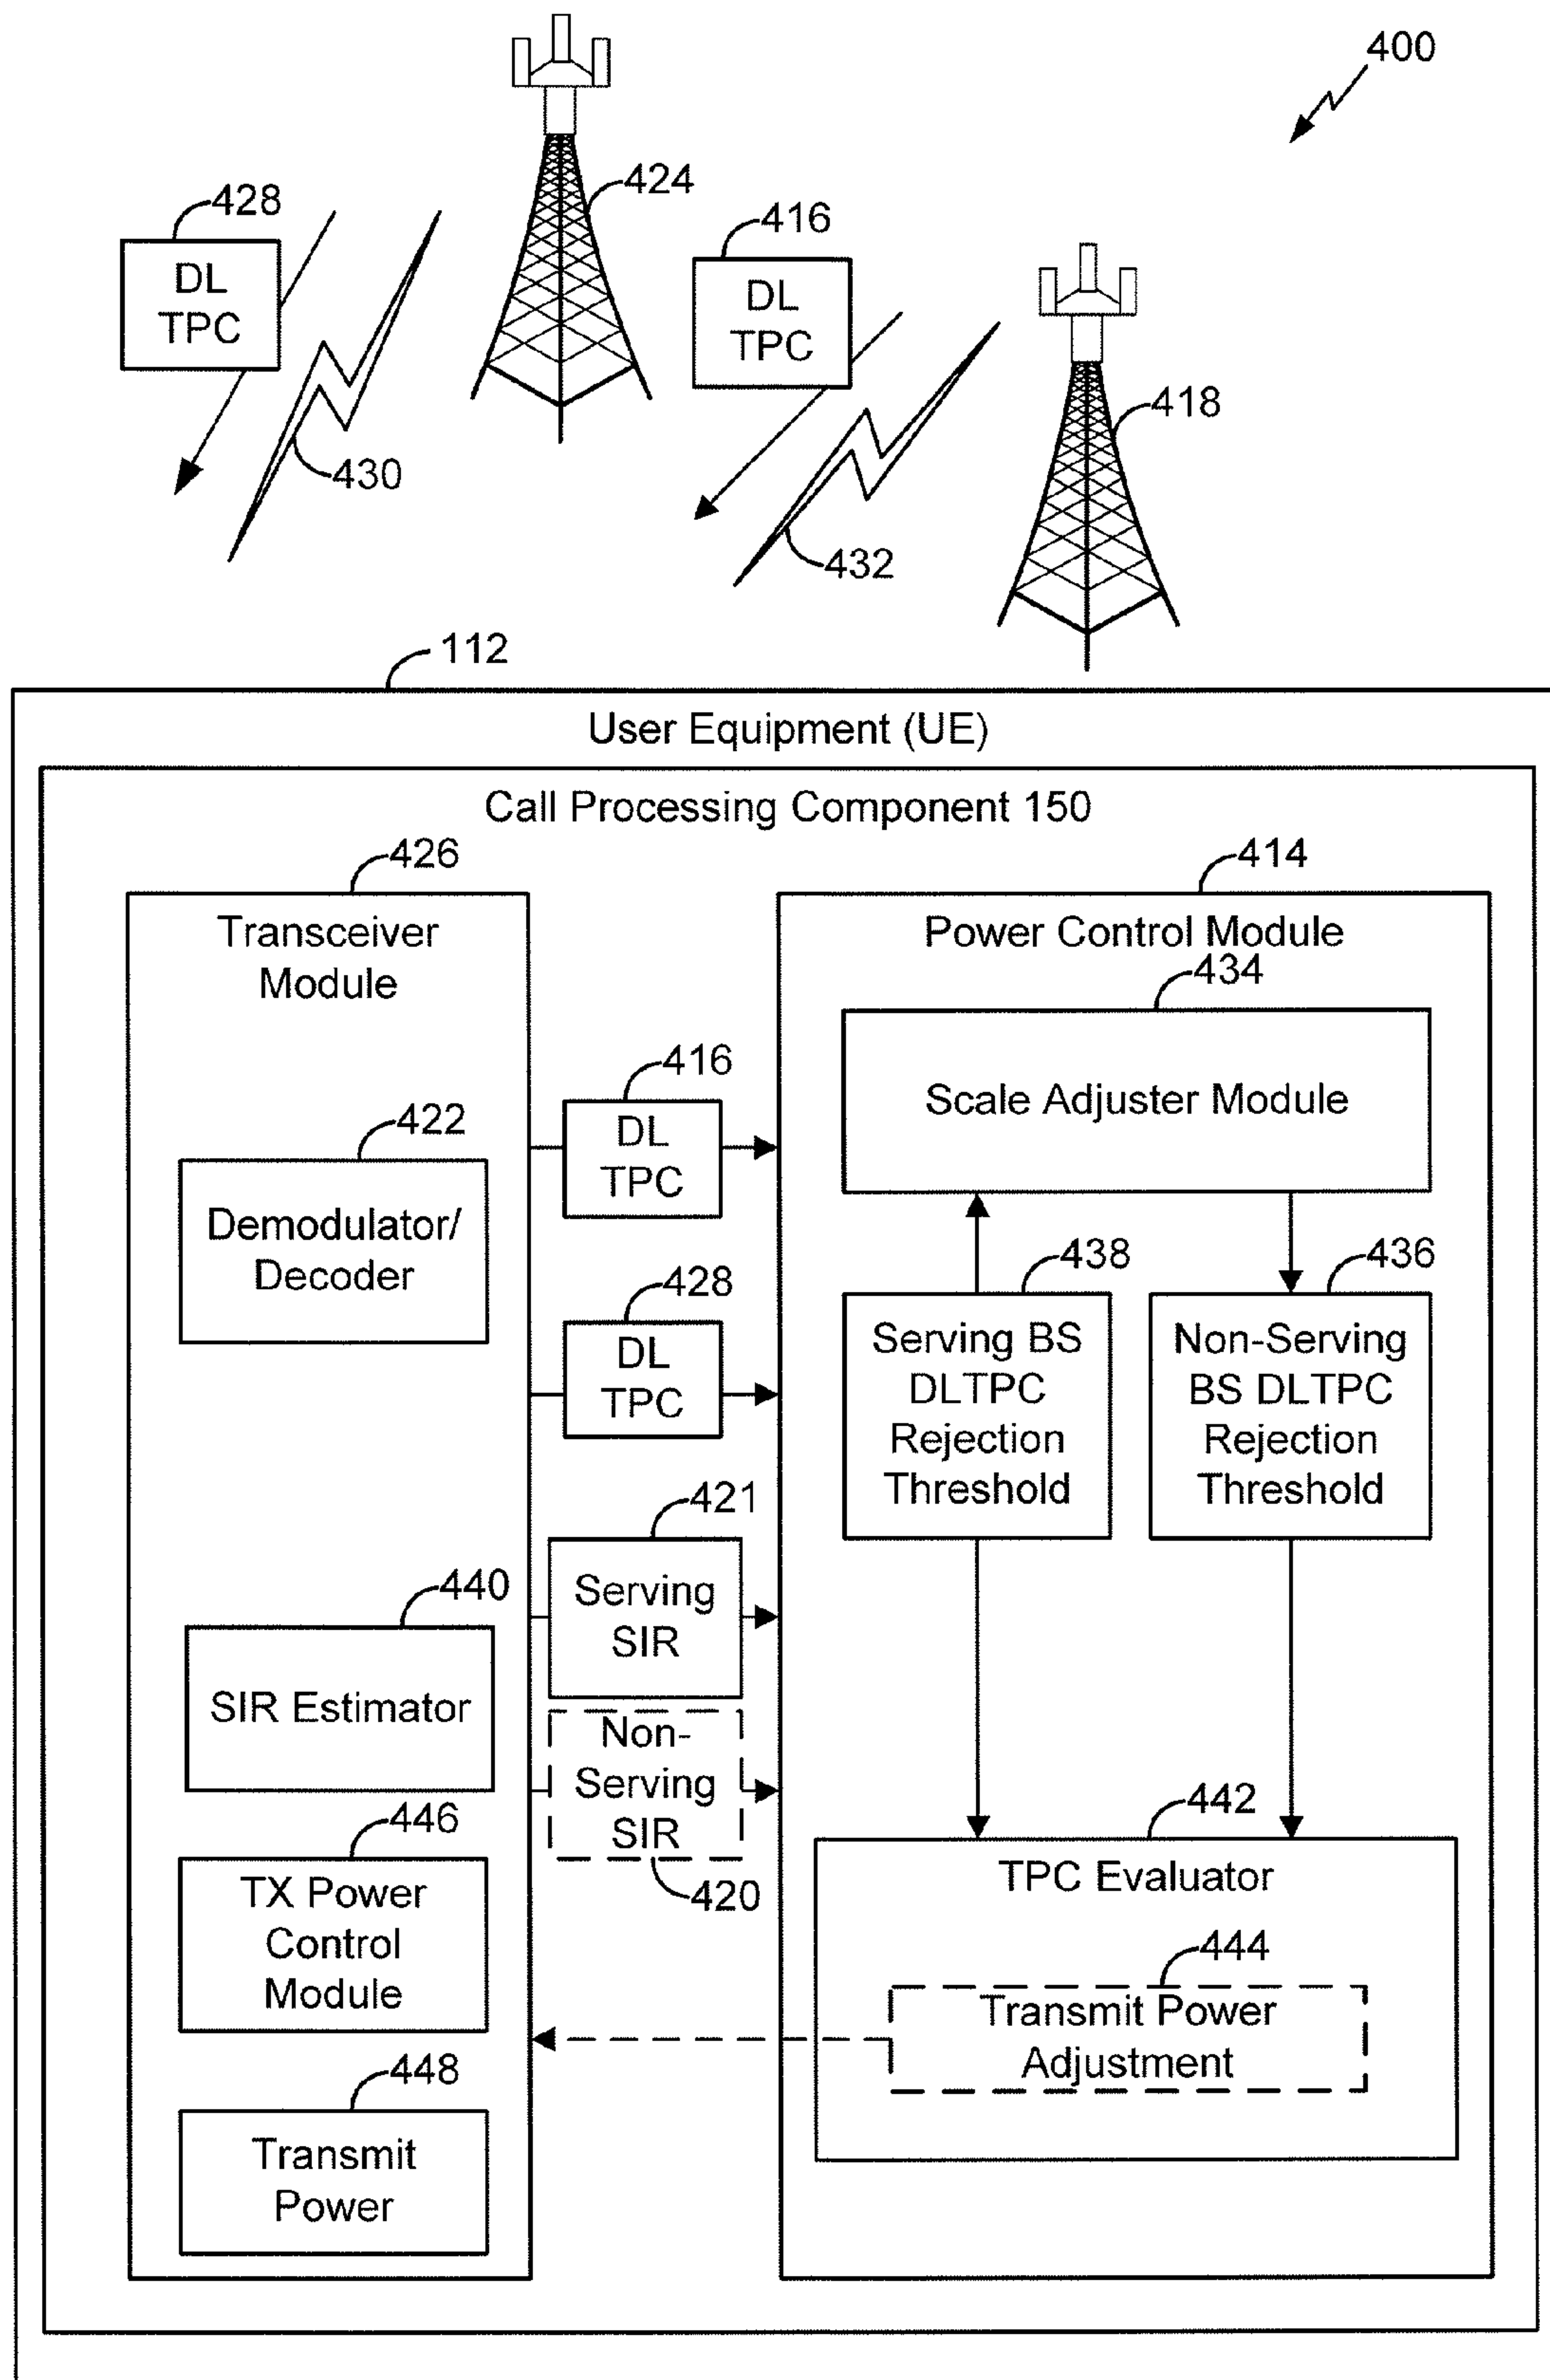 400
424
428
DL
TPC
416
DL
TPC
418
430
432
112
User Equipment (UE)
Call Processing Component 150
426
Transceiver
Module
422
Demodulator/
Decoder
440
SIR Estimator
446
TX Power
Control
Module
448
Transmit
Power
416
DL
TPC
428
DL
TPC
421
Serving
SIR
Non-
Serving
SIR
420
414
Power Control Module
434
Scale Adjuster Module
438
Serving BS
DLTPC
Rejection
Threshold
436
Non-Serving
BS DLTPC
Rejection
Threshold
442
TPC Evaluator
444
Transmit Power
Adjustment